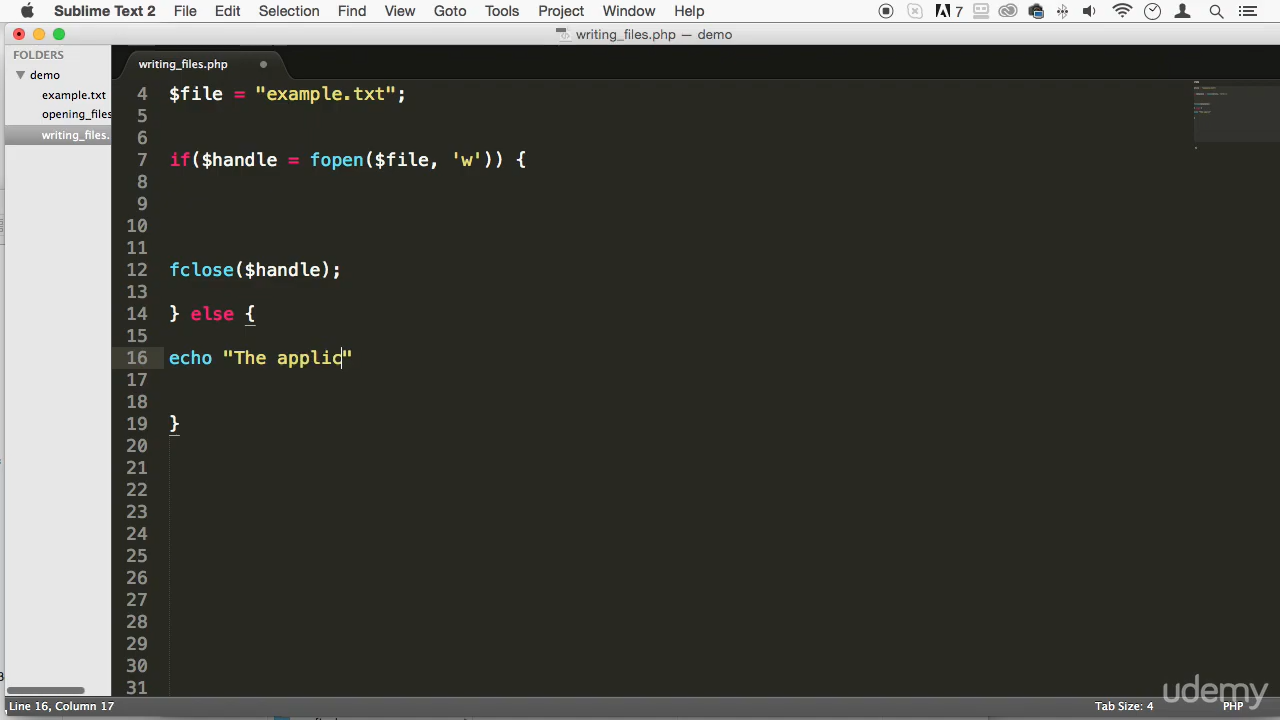 Sublime Text 2 File Edit Selection Find View Goto Tools Project Window Help 7
writing_files.php — demo
FOLDERS
demo
example.txt
opening_files
writing_files.
writing_files.php
4 $file = "example.txt";
5
6
7 if($handle = fopen($file, 'w')) {
8
9
10
11
12 fclose($handle);
13
14 } else {
15
16 echo "The applic"
17
18
19 }
20
21
22
23
24
25
26
27
28
29
30
31
Line 16, Column 17
Tab Size: 4
PHP
udemy